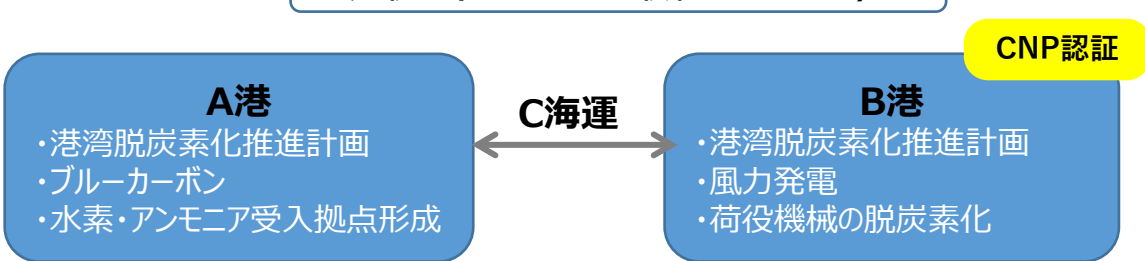 CNP認証
A港
・港湾脱炭素化推進計画
・ブルーカーボン
・水素・アンモニア受入拠点形成
C海運
B港
・港湾脱炭素化推進計画
・風力発電
・荷役機械の脱炭素化